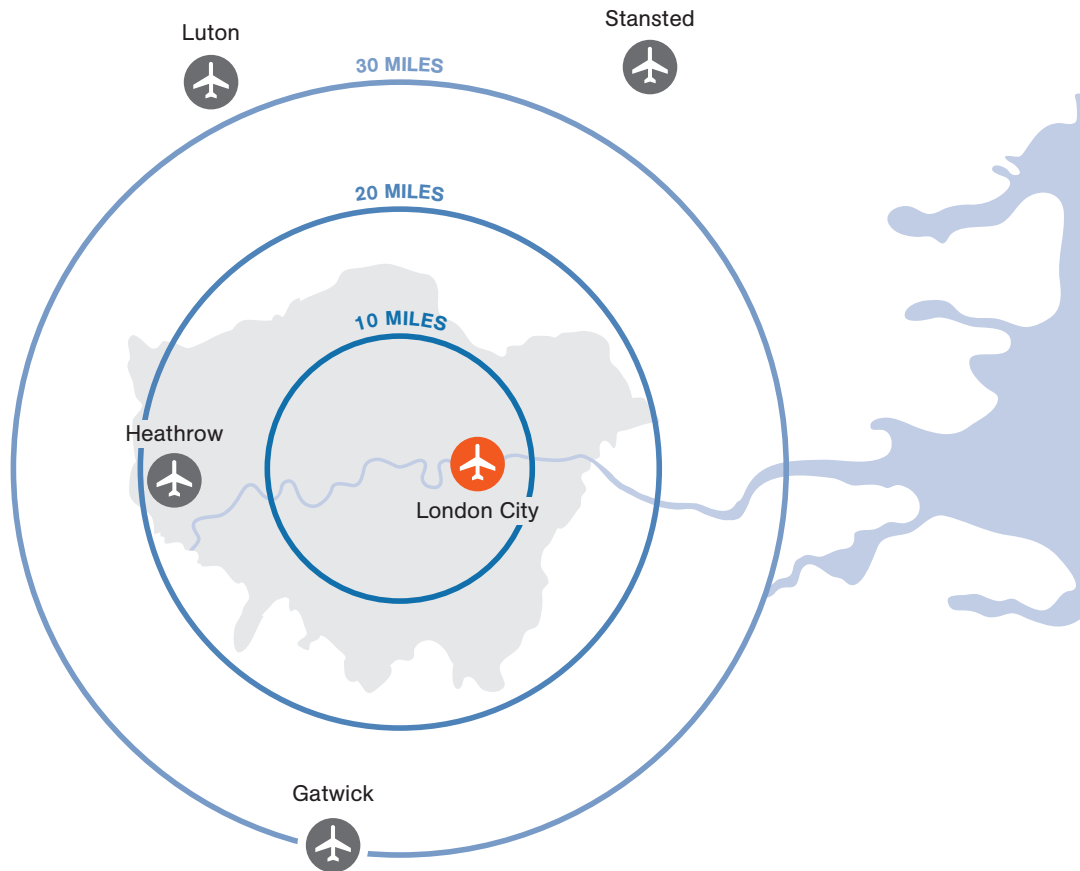 Stansted
Luton
30 MILES
20 MILES
10 MILES
Heathrow
London City
Gatwick